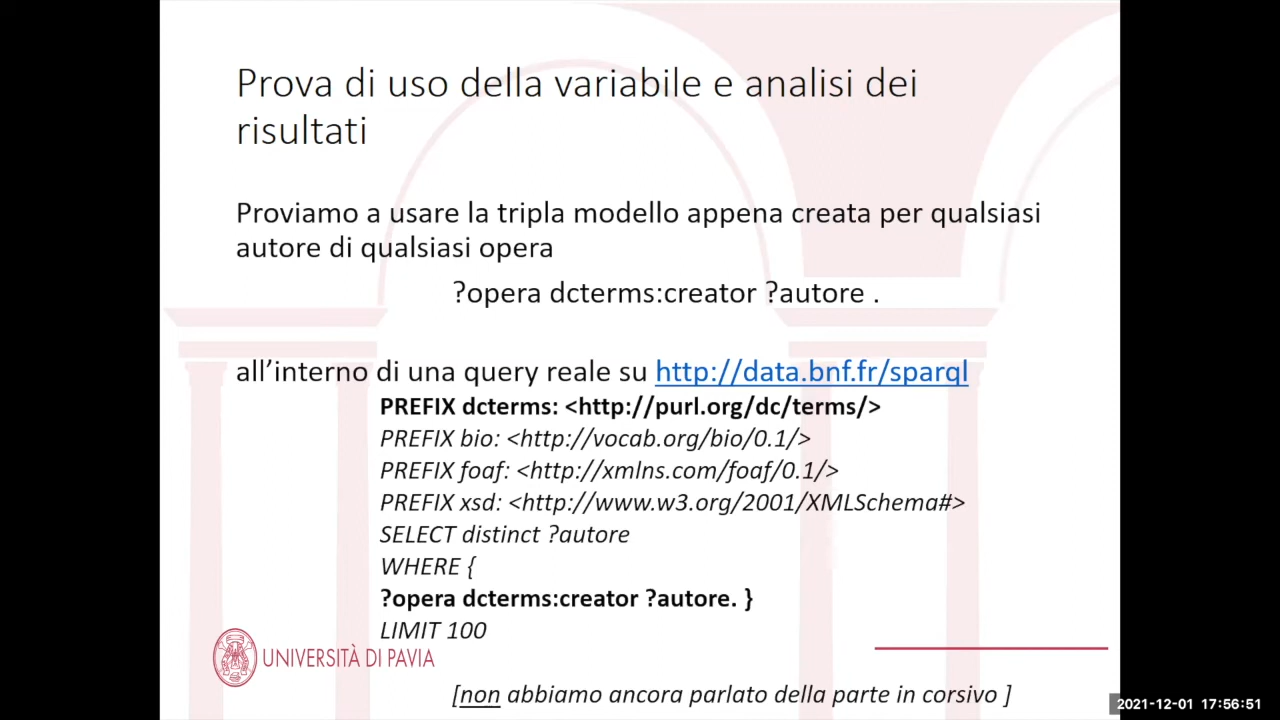 Prova di uso della variabile e analisi dei
risultati
Proviamo a usare la tripla modello appena creata per qualsiasi
autore di qualsiasi opera
?opera dcterms:creator ?autore .
all’interno di una query reale su http://data.bnf.fr/sparql
PREFIX dcterms: <http://purl.org/dc/terms/>
PREFIX bio: <http://vocab.org/bio/0.1/>
PREFIX foaf: <http://xmlns.com/foaf/0.1/>
PREFIX xsd: <http://www.w3.org/2001/XMLSchema#>
SELECT distinct ?autore
WHERE {
?opera dcterms:creator ?autore. }
LIMIT 100
UNIVERSITÀ DI PAVIA
[non abbiamo ancora parlato della parte in corsivo ]
2021-12-01 17:56:51